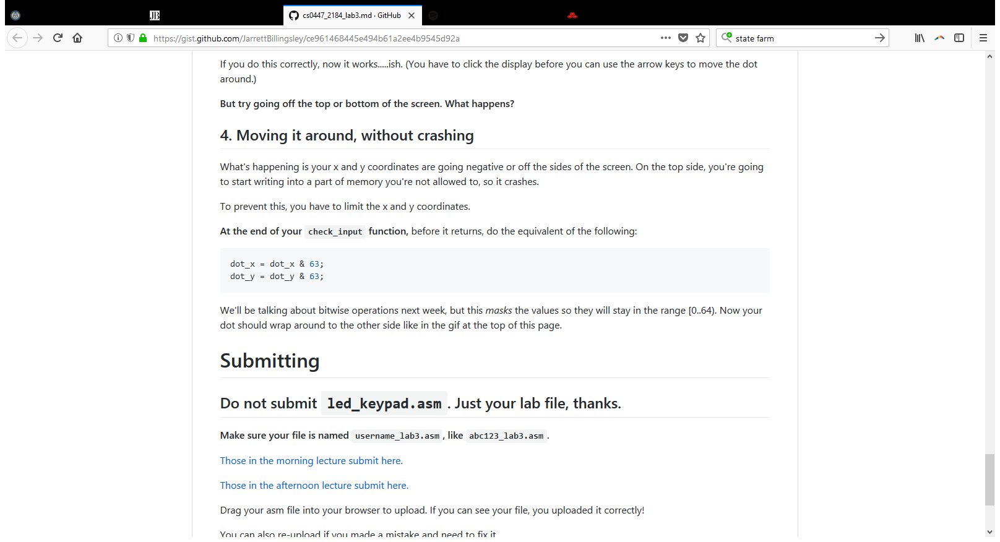 JB
cs0447_2184_lab3.md · GitHub
https://gist.github.com/JarrettBillingsley/ce961468445e494b61a2ee4b9545d92a
state farm
If you do this correctly, now it works.....ish. (You have to click the display before you can use the arrow keys to move the dot
around.)
But try going off the top or bottom of the screen. What happens?
4. Moving it around, without crashing
What's happening is your x and y coordinates are going negative or off the sides of the screen. On the top side, you're going
to start writing into a part of memory you're not allowed to, so it crashes.
To prevent this, you have to limit the x and y coordinates.
At the end of your check_input function, before it returns, do the equivalent of the following:
dot_x = dot_x & 63;
dot_y = dot_y & 63;
We'll be talking about bitwise operations next week, but this masks the values so they will stay in the range [0..64). Now your
dot should wrap around to the other side like in the gif at the top of this page.
Submitting
Do not submit led_keypad.asm. Just your lab file, thanks.
Make sure your file is named username_lab3.asm, like abc123_lab3.asm.
Those in the morning lecture submit here.
Those in the afternoon lecture submit here.
Drag your asm file into your browser to upload. If you can see your file, you uploaded it correctly!
You can also re-upload if you made a mistake and need to fix it